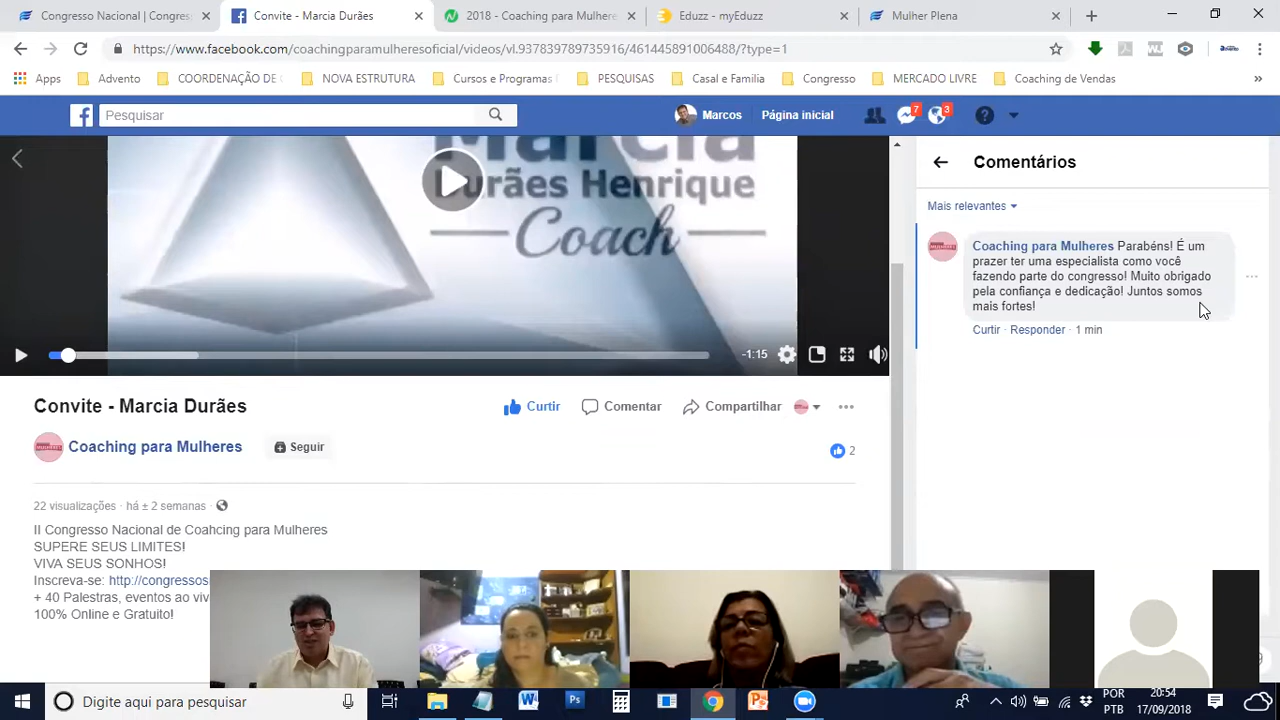 Congresso Nacional | Congres
Convite - Marcia Durães
2018 - Coaching para Mulhere
Eduzz - myEduzz
Mulher Plena
https://www.facebook.com/coachingparamulheresoficial/videos/vl.937839789735916/461445891006488/?type=1
Apps
Advento
COORDENAÇÃO DE
NOVA ESTRUTURA
Cursos e Programas
PESQUISAS
Casal e Familia
Congresso
MERCADO LIVRE
Coaching de Vendas
Pesquisar
Marcos
Página inicial
7
3
Marcia
Durães Henrique
Coach
-1:15
Comentários
Mais relevantes
Coaching para Mulheres Parabéns! É um
prazer ter uma especialista como você
fazendo parte do congresso! Muito obrigado
pela confiança e dedicação! Juntos somos
mais fortes!
Curtir · Responder · 1 min
Convite - Marcia Durães
Curtir
Comentar
Compartilhar
Coaching para Mulheres
Seguir
2
22 visualizações · há ± 2 semanas ·
II Congresso Nacional de Coahcing para Mulheres
SUPERE SEUS LIMITES!
VIVA SEUS SONHOS!
Inscreva-se: http://congressos
+ 40 Palestras, eventos ao viv
100% Online e Gratuito!
Digite aqui para pesquisar
POR
PTB
20:54
17/09/2018